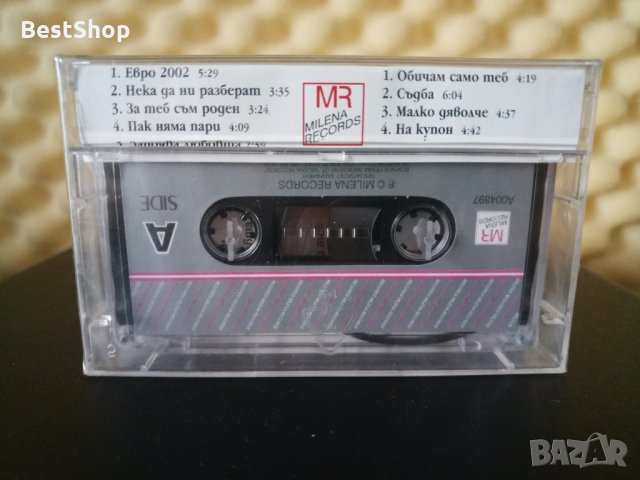 BestShop
1. Евро 2002 5:29
2. Нека да ни разберат 3:35
3. За теб съм роден 3:24
4. Пак няма пари 4:09
1. Обичам само теб 4:19
2. Съдба 6:04
3. Малко дяволче 4:37
4. На купон 4:42
MR
MILENA
RECORDS
A
SIDE
P.C MILENA RECORDS
A004897
MR
MILENA
RECORDS
BAZAR